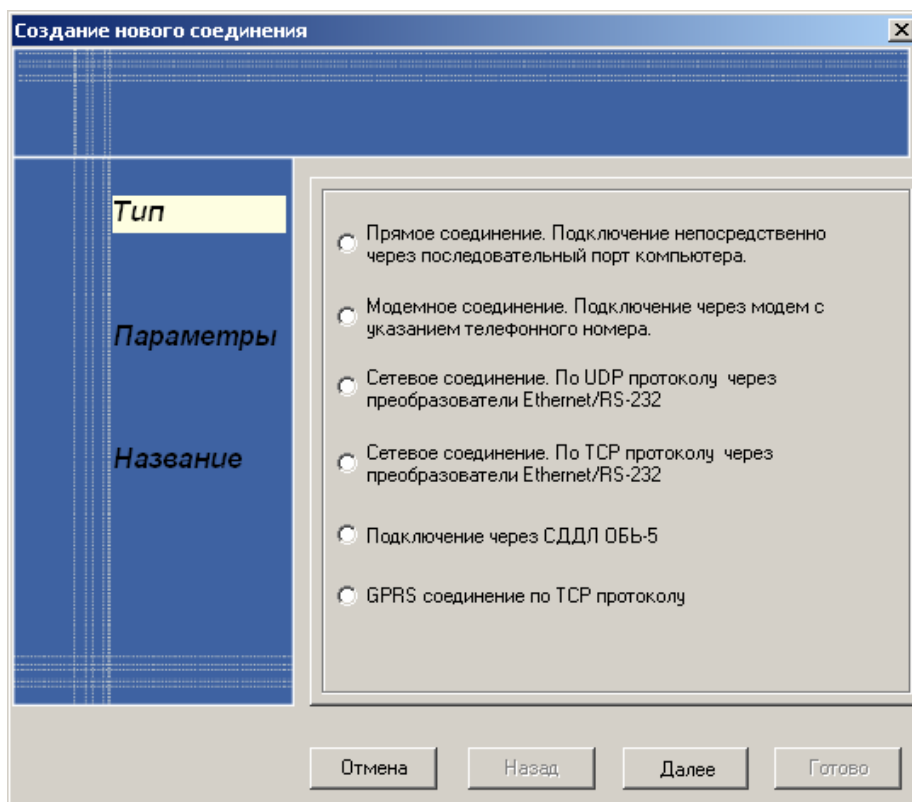 Создание нового соединения
Тип
Параметры
Название
Прямое соединение. Подключение непосредственно
через последовательный порт компьютера.
Модемное соединение. Подключение через модем с
указанием телефонного номера.
Сетевое соединение. По UDP протоколу через
преобразователи Ethernet/RS-232
Сетевое соединение. По TCP протоколу через
преобразователи Ethernet/RS-232
Подключение через СДДЛ ОБЬ-5
GPRS соединение по TCP протоколу
Отмена
Назад
Далее
Готово